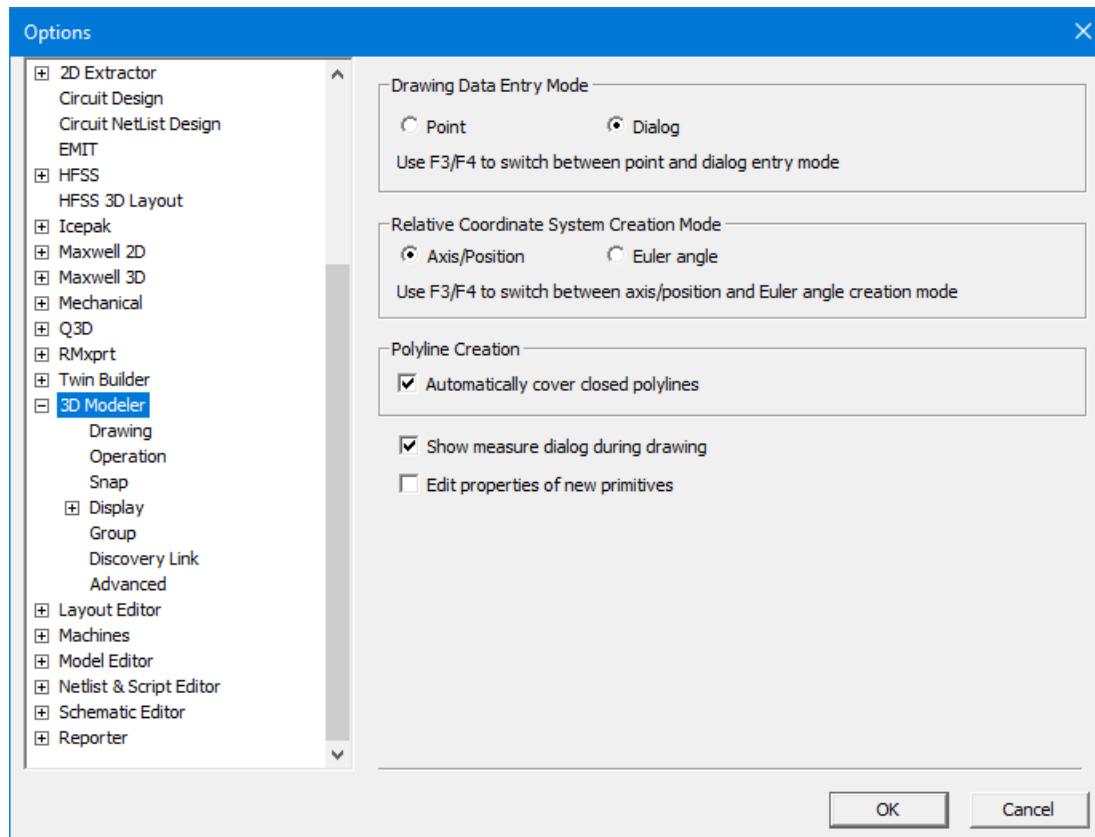 Options
2D Extractor
Circuit Design
Circuit NetList Design
EMIT
HFSS
HFSS 3D Layout
Icepak
Maxwell 2D
Maxwell 3D
Mechanical
Q3D
RMxprt
Twin Builder
3D Modeler
Drawing
Operation
Snap
Display
Group
Discovery Link
Advanced
Layout Editor
Machines
Model Editor
Netlist & Script Editor
Schematic Editor
Reporter
Drawing Data Entry Mode
Point Dialog
Use F3/F4 to switch between point and dialog entry mode
Relative Coordinate System Creation Mode
Axis/Position Euler angle
Use F3/F4 to switch between axis/position and Euler angle creation mode
Polyline Creation
Automatically cover closed polylines
Show measure dialog during drawing
Edit properties of new primitives
OK Cancel